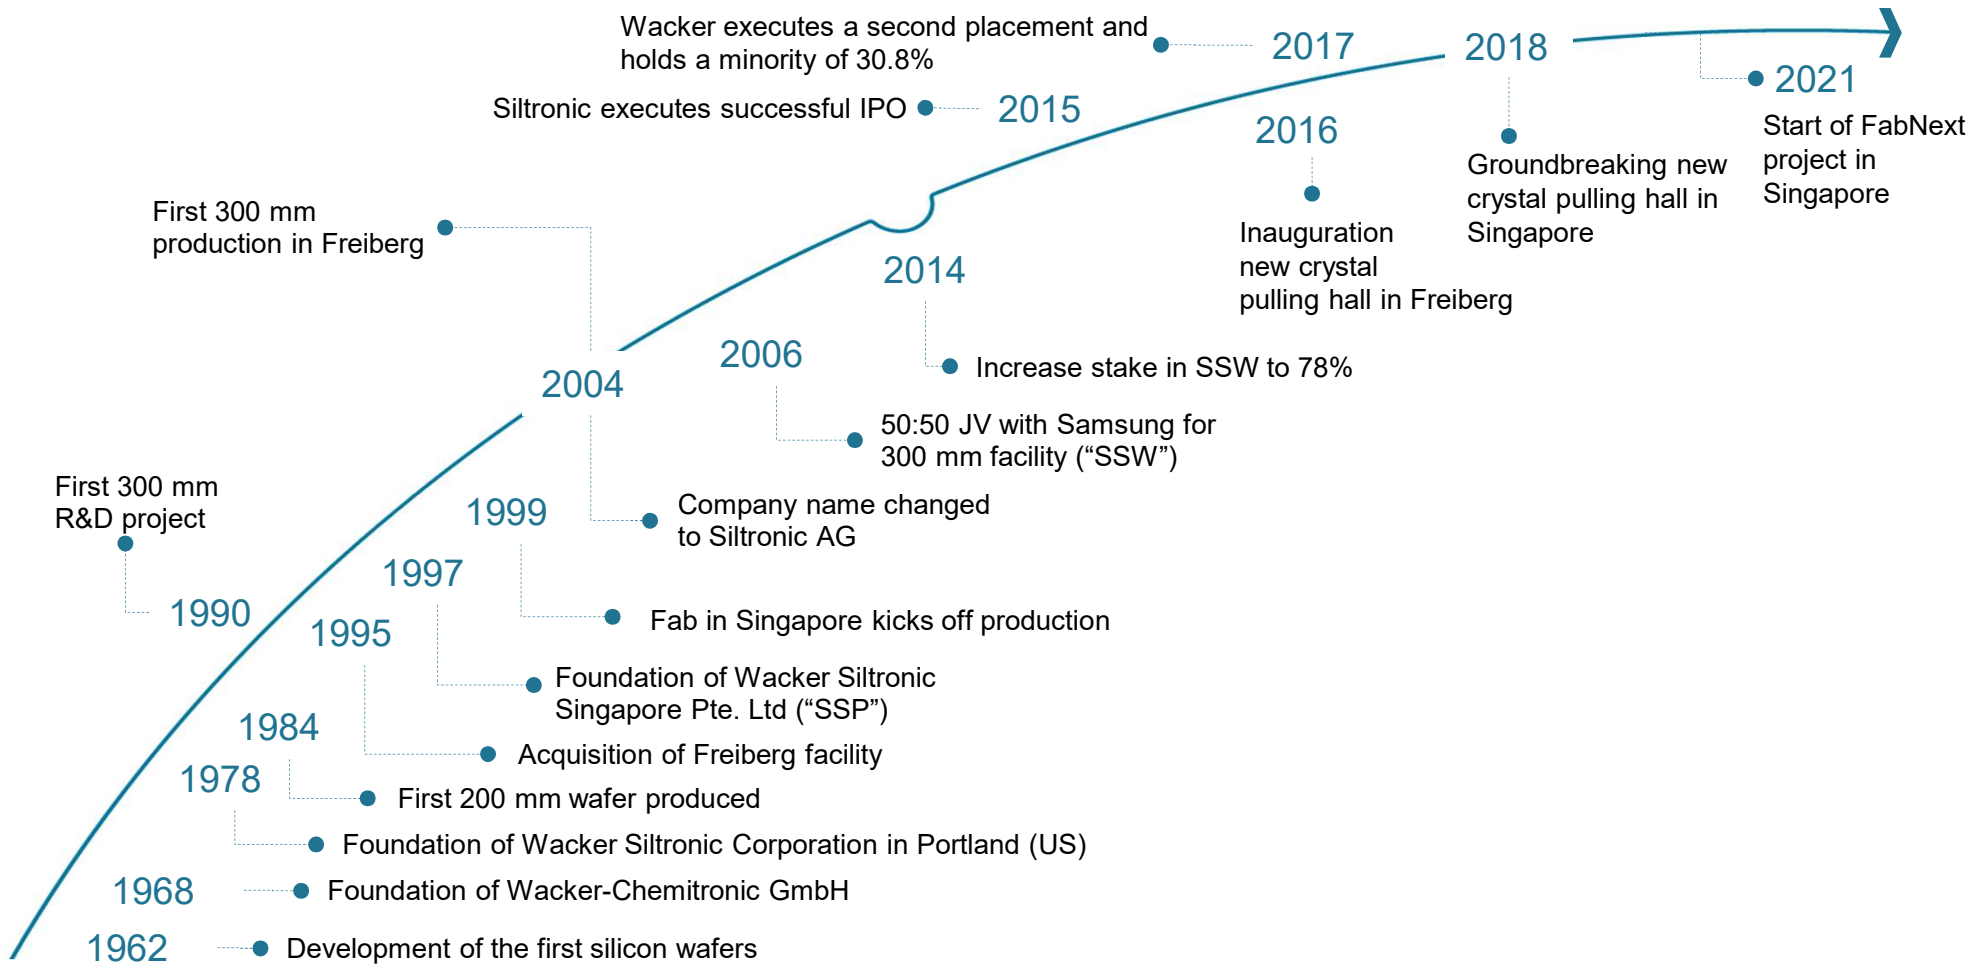 Wacker executes a second placement and
holds a minority of 30.8%
2017
2018
2021
Start of FabNext
project in
Singapore
Siltronic executes successful IPO
2015
2016
Inauguration
new crystal
pulling hall in Freiberg
Groundbreaking new
crystal pulling hall in
Singapore
First 300 mm
production in Freiberg
2014
Increase stake in SSW to 78%
2006
50:50 JV with Samsung for
300 mm facility (“SSW”)
2004
Company name changed
to Siltronic AG
First 300 mm
R&D project
1990
1999
Fab in Singapore kicks off production
1997
Foundation of Wacker Siltronic
Singapore Pte. Ltd (“SSP”)
1995
Acquisition of Freiberg facility
1984
First 200 mm wafer produced
1978
Foundation of Wacker Siltronic Corporation in Portland (US)
1968
Foundation of Wacker-Chemitronic GmbH
1962
Development of the first silicon wafers